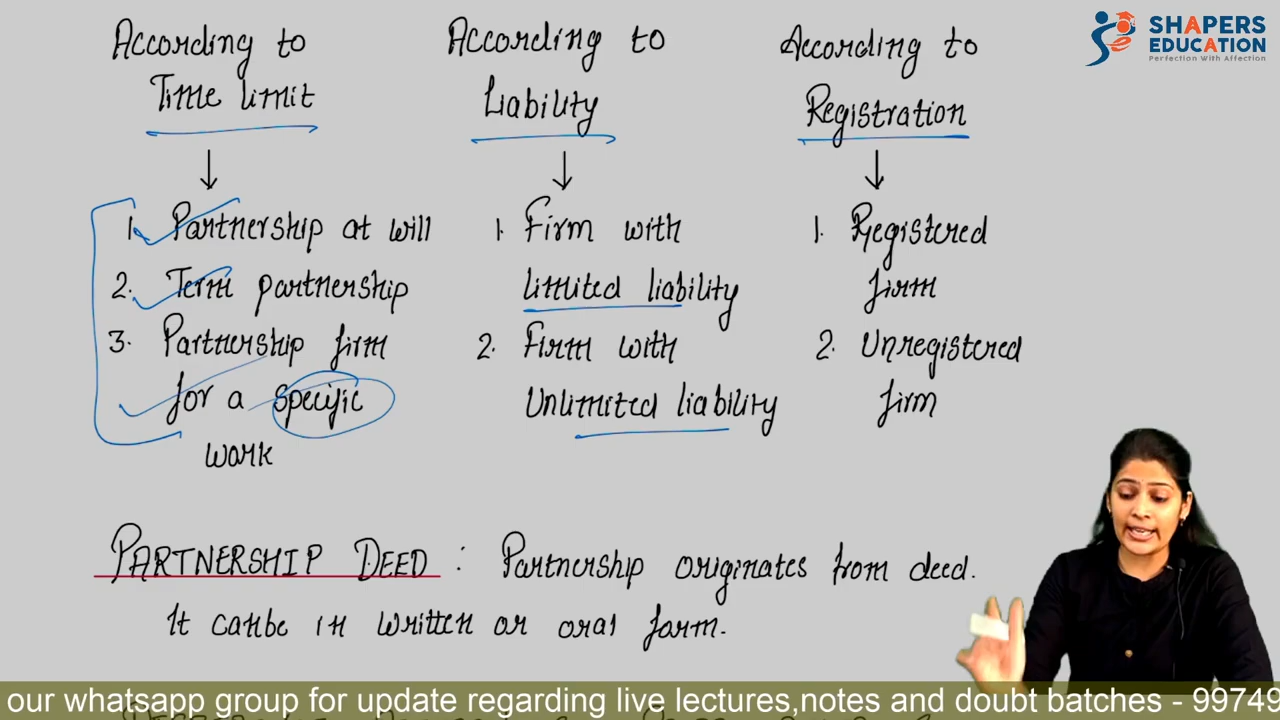 According to
Time limit
1. Partnership at will
2. Term partnership
3. Partnership firm
for a specific
work
According to
Liability
1. Firm with
limited liability
2. Firm with
Unlimited liability
According to
Registration
1. Registered
firm
2. Unregistered
firm
SHAPERS
EDUCATION
Perfection With Affection
PARTNERSHIP DEED : Partnership originates from deed.
It canbe in written or oral form.
our whatsapp group for update regarding live lectures,notes and doubt batches - 99749